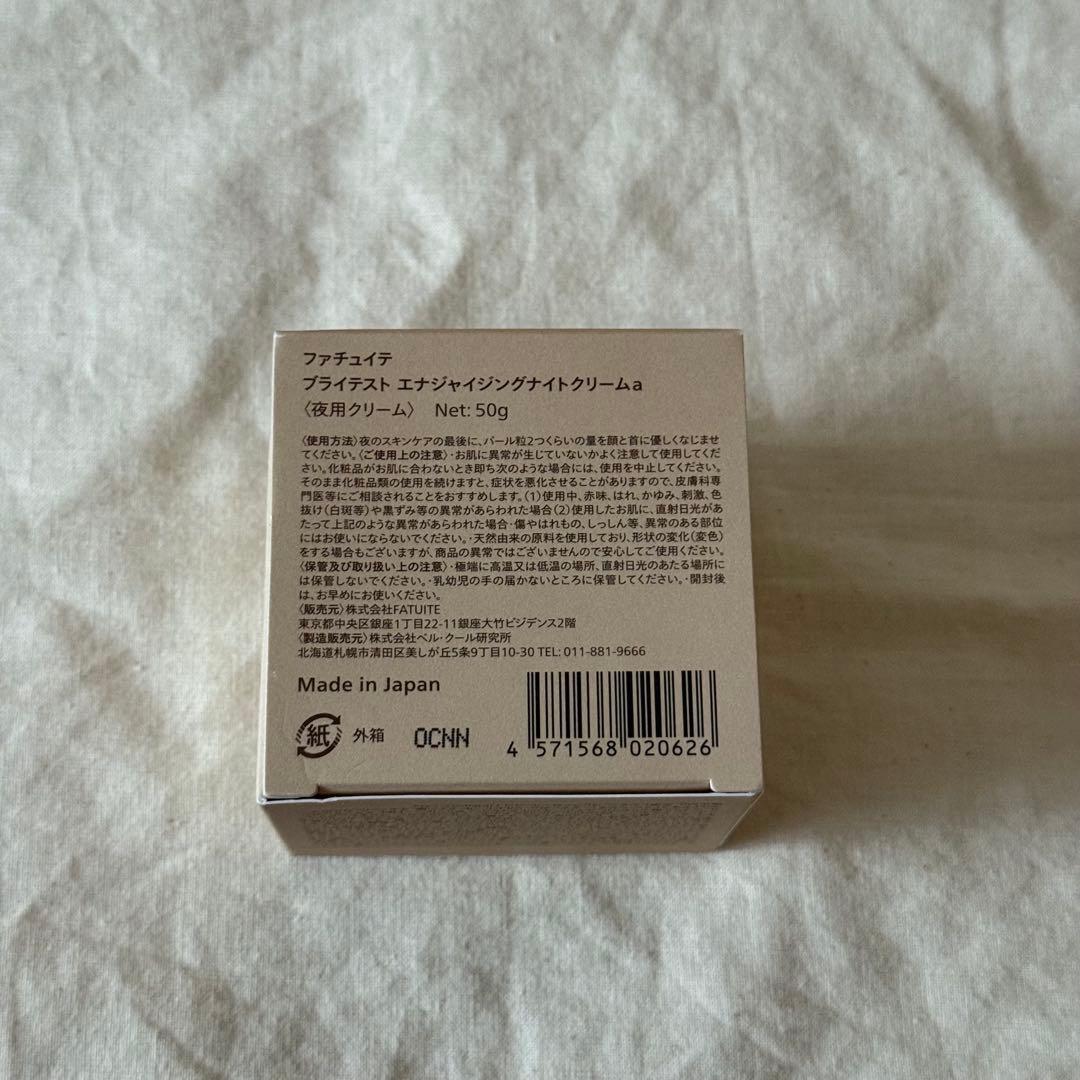 ファチュイテ
ブライテスト エナジャイジングナイトクリームa
〈夜用クリーム〉 Net: 50g
〈使用方法〉夜のスキンケアの最後に、パール粒2つくらいの量を顔と首に優しくなじませ
てください。〈ご使用上の注意〉・お肌に異常が生じていないかよく注意して使用してくだ
さい。化粧品がお肌に合わないとき即ち次のような場合には、使用を中止してください。
そのまま化粧品類の使用を続けますと、症状を悪化させることがありますので、皮膚科専
門医等にご相談されることをおすすめします。(1)使用中、赤味、はれ、かゆみ、刺激、色
抜け(白斑等)や黒ずみ等の異常があらわれた場合(2)使用したお肌に、直射日光があ
たって上記のような異常があらわれた場合・傷やはれもの、しっしん等、異常のある部位
にはお使いにならないでください。・天然由来の原料を使用しており、形状の変化(変色)
をする場合もございますが、商品の異常ではございませんので安心してご使用ください。
〈保管及び取り扱い上の注意〉・極端に高温又は低温の場所、直射日光のあたる場所に
は保管しないでください。・乳幼児の手の届かないところに保管してください。・開封後
は、お早めにお使いください。
〈販売元〉株式会社FATUITE
東京都中央区銀座1丁目22-11銀座大竹ビジデンス2階
〈製造販売元〉株式会社ベル・クール研究所
北海道札幌市清田区美しが丘5条9丁目10-30 TEL: 011-881-9666
Made in Japan
紙 外箱 OCNN
4 571568 020626